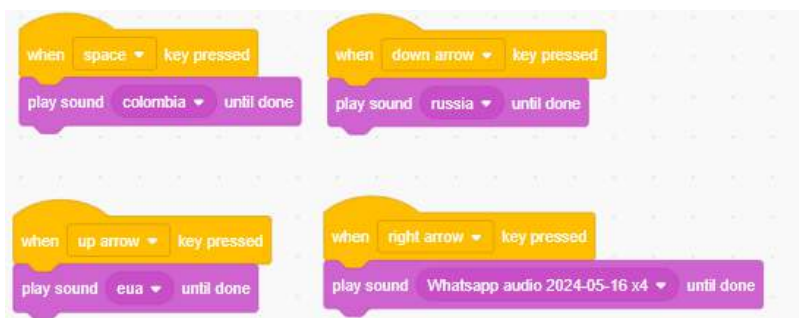 when space key pressed
play sound colombia until done
when down arrow key pressed
play sound russia until done
when up arrow key pressed
play sound eua until done
when right arrow key pressed
play sound Whatsapp audio 2024-05-16 x4 until done